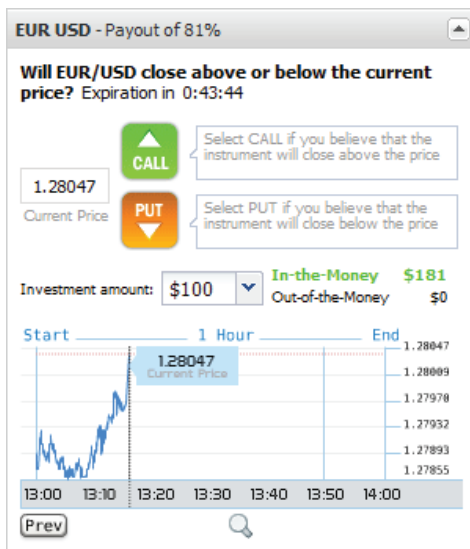 EUR USD - Payout of 81%
Will EUR/USD close above or below the current
price? Expiration in 0:43:44
CALL
Select CALL if you believe that the
instrument will close above the price
1.28047
Current Price
PUT
Select PUT if you believe that the
instrument will close below the price
Investment amount: $100
In-the-Money $181
Out-of-the-Money $0
Start 1 Hour End
1.28047
Current Price
1.28047
1.28009
1.27970
1.27932
1.27893
1.27855
13:00 13:10 13:20 13:30 13:40 13:50 14:00
Prev